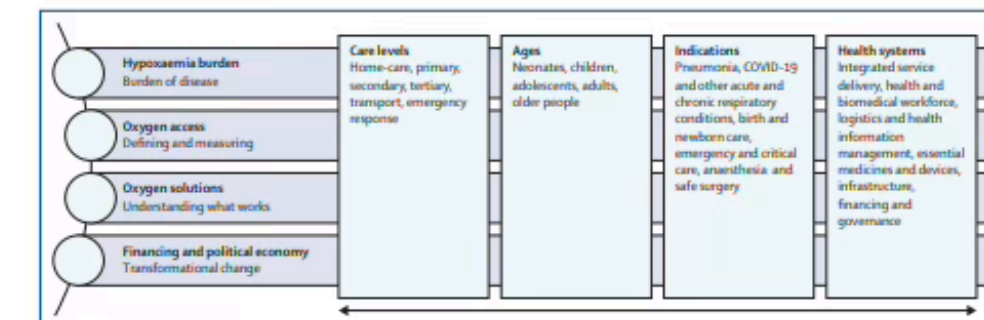 Hypoxaemia burden
Burden of disease
Oxygen access
Defining and measuring
Oxygen solutions
Understanding what works
Financing and political economy
Transformational change
Care levels
Home-care, primary,
secondary, tertiary,
transport, emergency
response
Ages
Neonates, children,
adolescents, adults,
older people
Indications
Pneumonia, COVID-19
and other acute and
chronic respiratory
conditions, birth and
newborn care,
emergency and critical
care, anaesthesia and
safe surgery
Health systems
Integrated service
delivery, health and
biomedical workforce,
logistics and health
information
management, essential
medicines and devices,
infrastructure,
financing and
governance